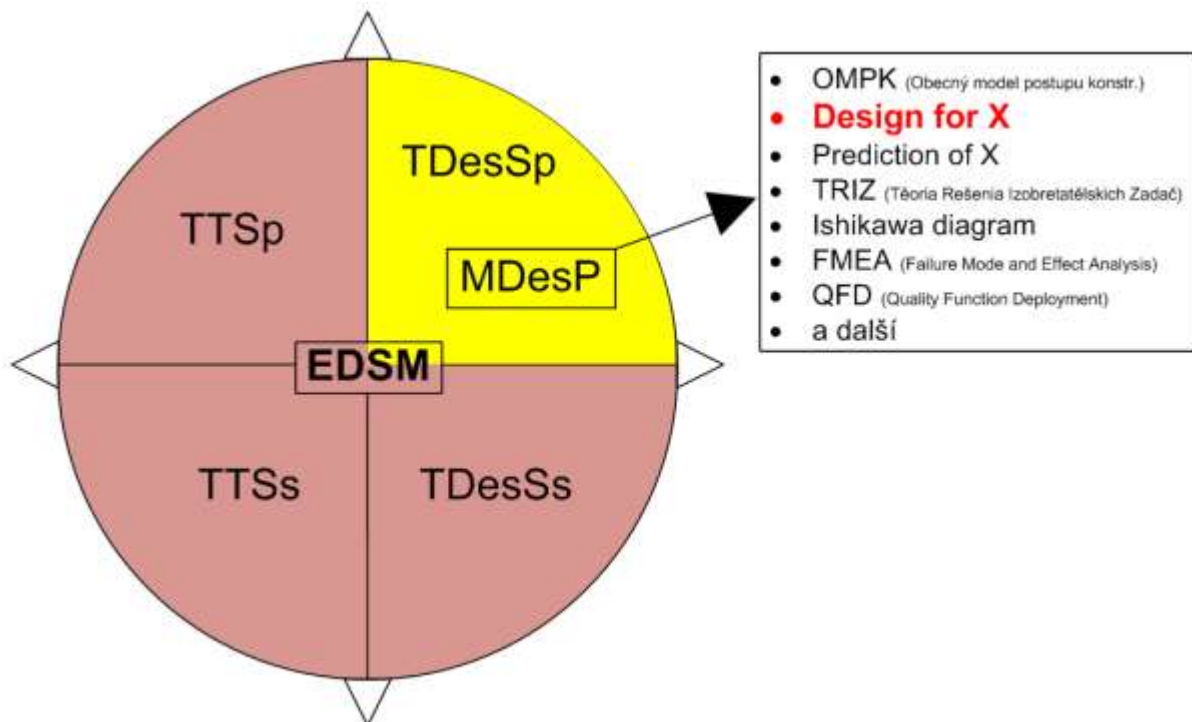 TTSp
TDesSp
MDesP
EDSM
TTSs
TDesSs
• OMPK (Obecný model postupu konstr.)
• Design for X
• Prediction of X
• TRIZ (Těoria Rešenia Izobretatělskich Zadač)
• Ishikawa diagram
• FMEA (Failure Mode and Effect Analysis)
• QFD (Quality Function Deployment)
• a další